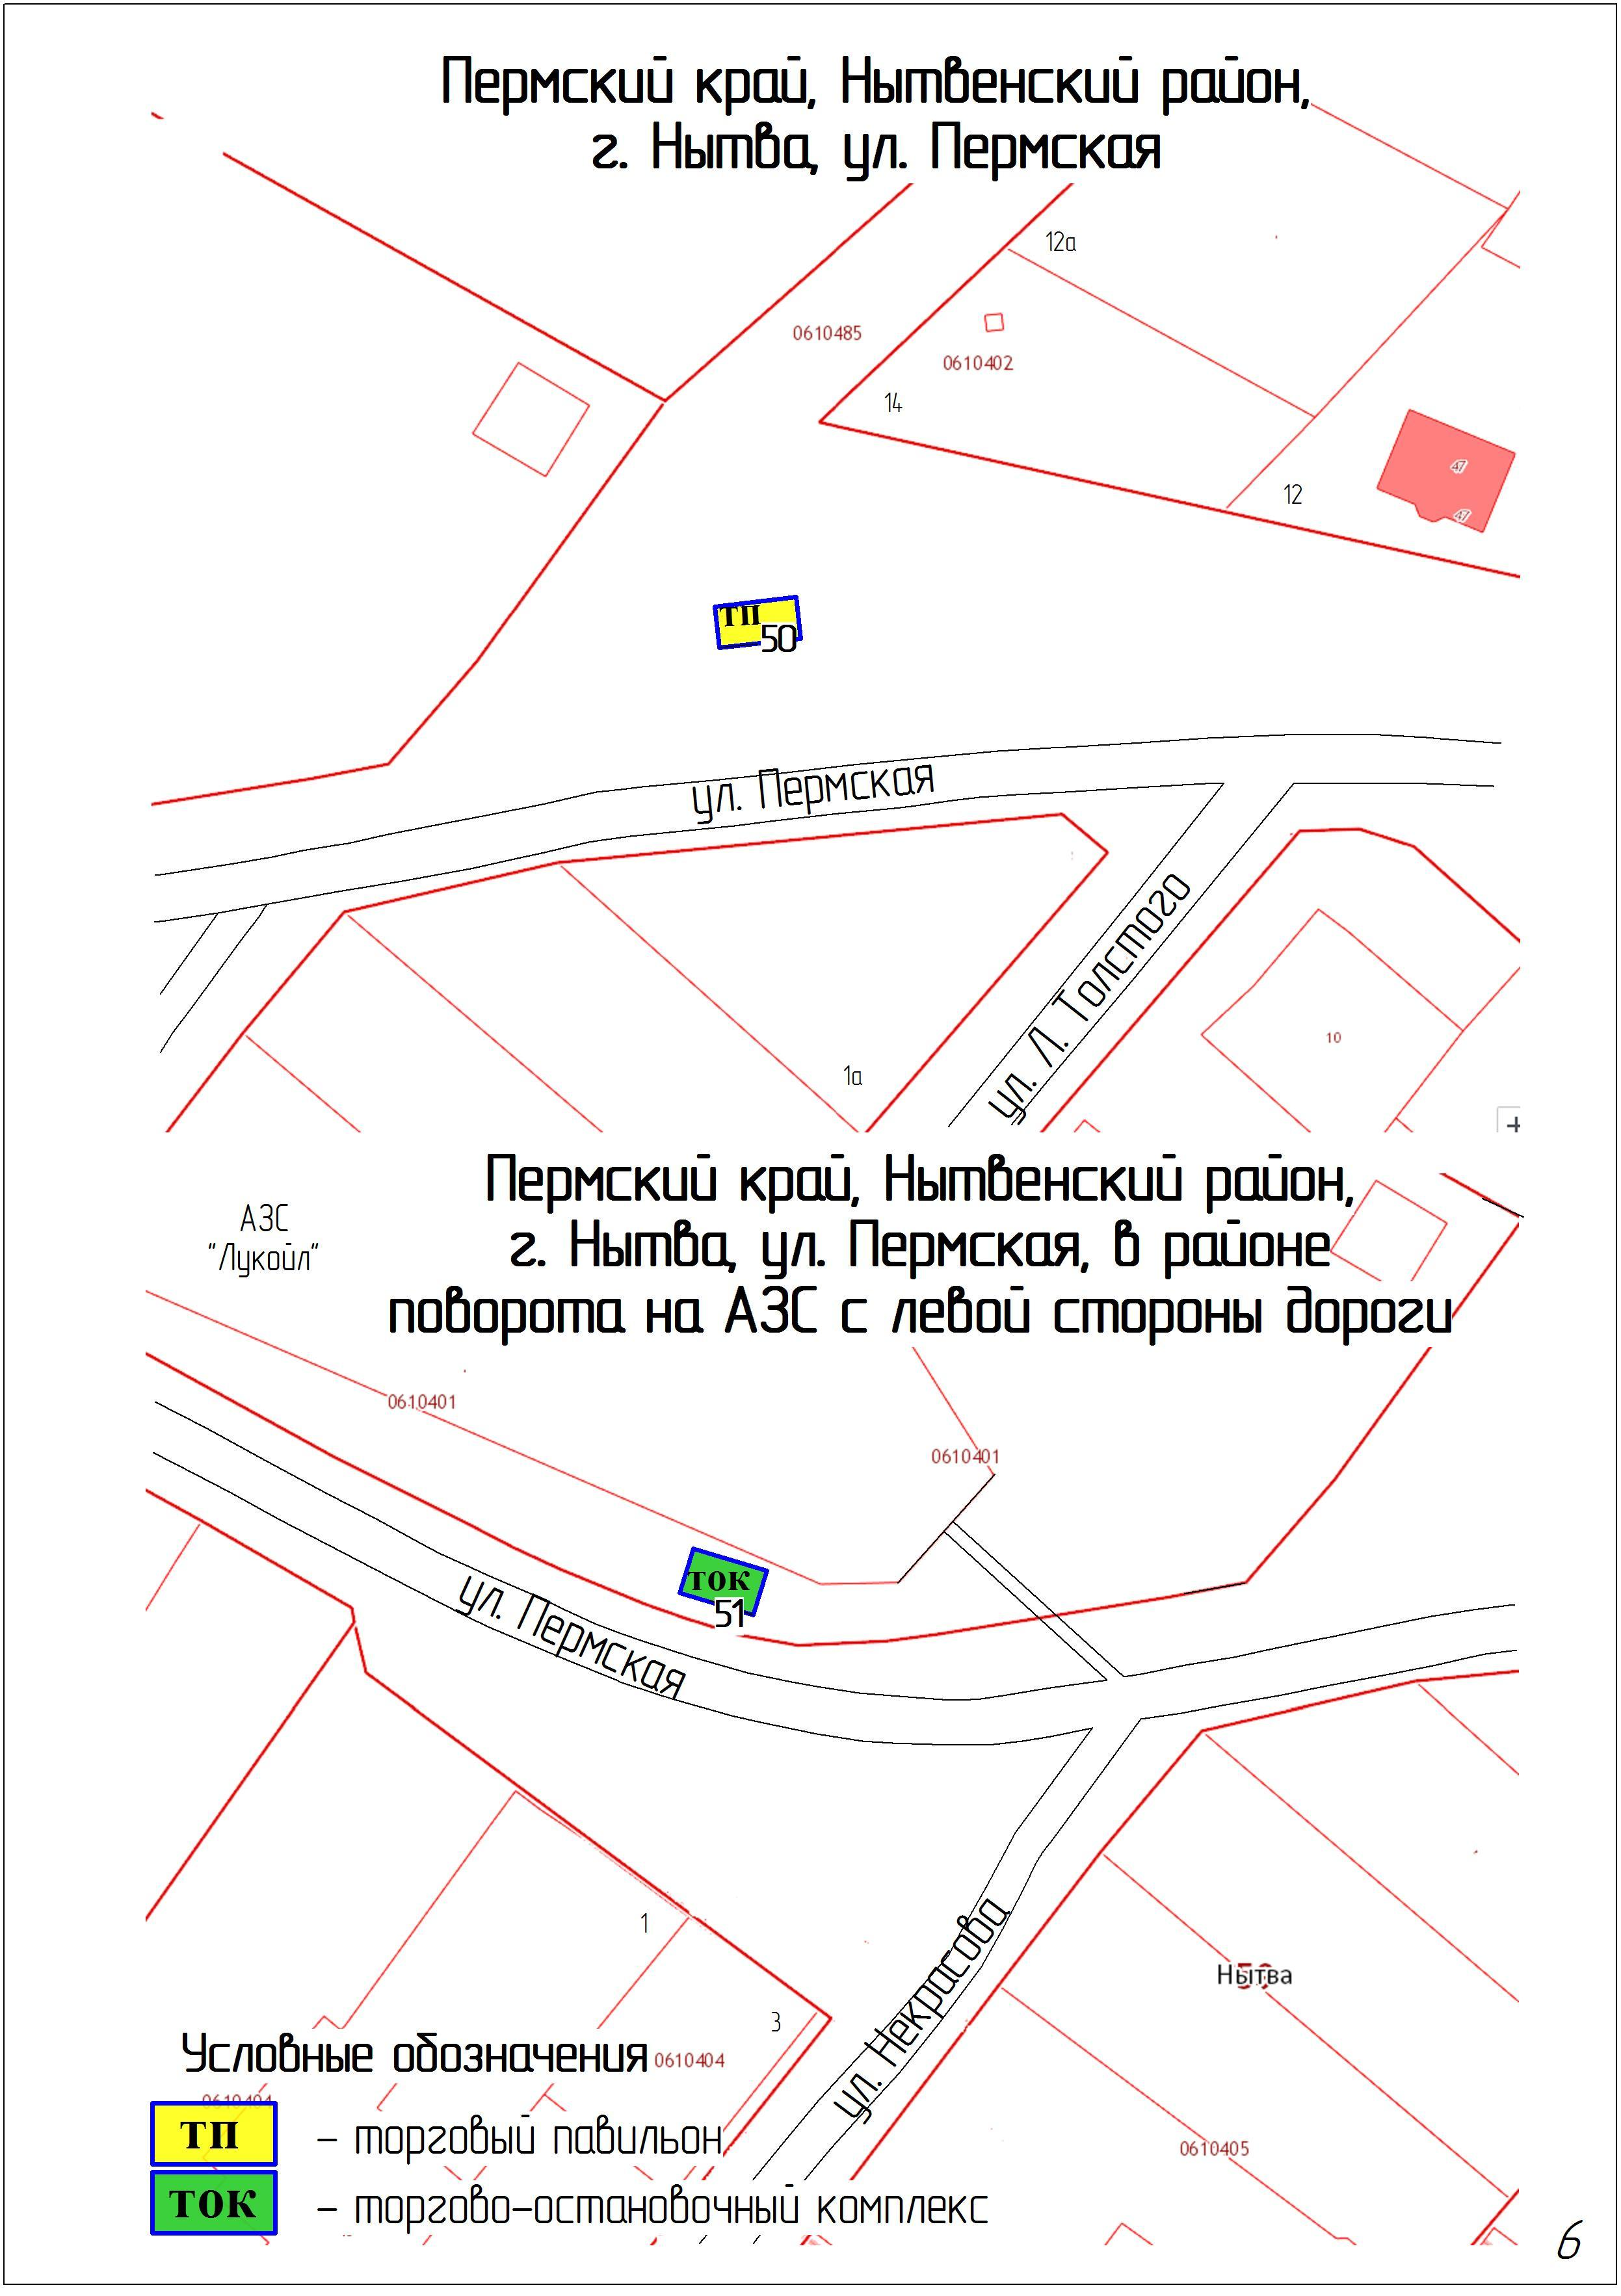 Пермский край, Нытвенский район,
г. Нытва, ул. Пермская
12а
0610485
0610402
14
12
47
47
ТП
50
ул. Пермская
ул. Л. Толстого
10
1а
Пермский край, Нытвенский район,
г. Нытва, ул. Пермская, в районе
поворота на АЗС с левой стороны дороги
АЗС
"Лукойл"
0610401
0610401
ТОК
51
ул. Пермская
1
3
ул. Некрасова
Нытва
Условные обозначения
0610404
0610404
ТП
– торговый павильон
0610405
ТОК
– торгово-остановочный комплекс
6